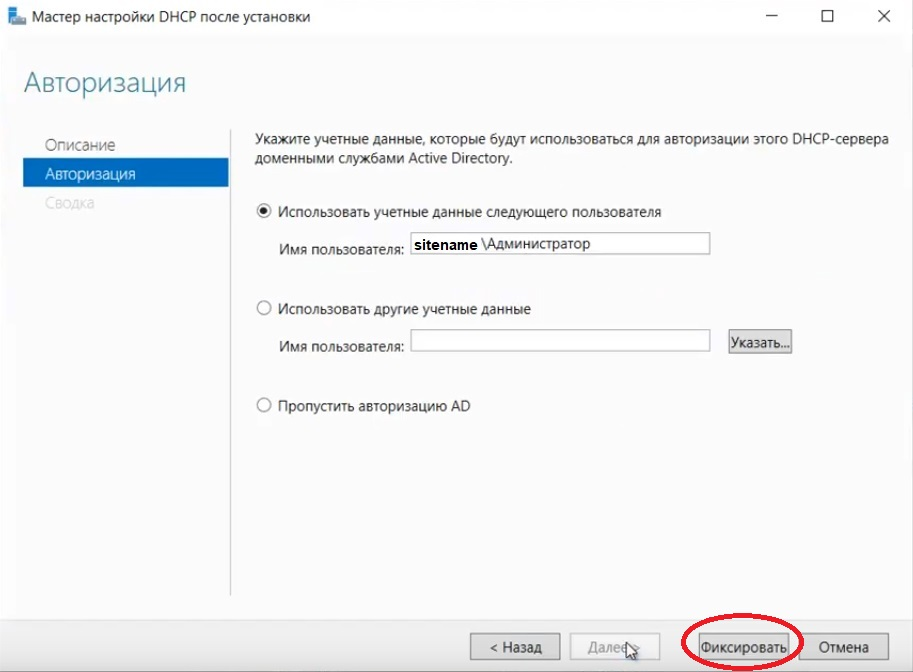 Мастер настройки DHCP после установки
Авторизация
Описание
Авторизация
Сводка
Укажите учетные данные, которые будут использоваться для авторизации этого DHCP-сервера
доменными службами Active Directory.
Использовать учетные данные следующего пользователя
Имя пользователя: sitename \Администратор
Использовать другие учетные данные
Имя пользователя: Указать...
Пропустить авторизацию AD
< Назад Далее > Фиксировать Отмена